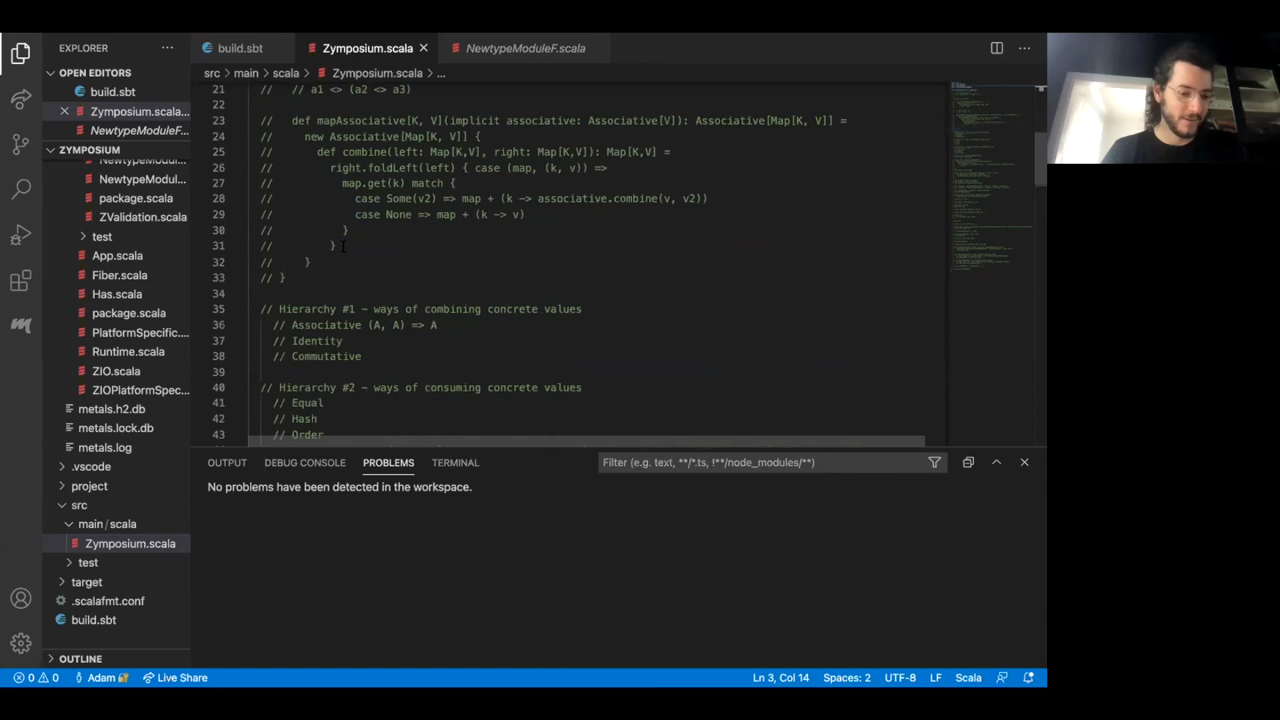 EXPLORER
OPEN EDITORS
build.sbt
Zymposium.scala...
NewtypeModuleF...
ZYMPOSIUM
NewtypeModul...
NewtypeModul...
package.scala
ZValidation.scala
test
App.scala
Fiber.scala
Has.scala
package.scala
PlatformSpecific....
Runtime.scala
ZIO.scala
ZIOPlatformSpec...
metals.h2.db
metals.lock.db
metals.log
.vscode
project
src
main / scala
Zymposium.scala
test
target
.scalafmt.conf
build.sbt
OUTLINE
build.sbt
Zymposium.scala
NewtypeModuleF.scala
src > main > scala > Zymposium.scala > ...
21 // // a1 <> (a2 <> a3)
22
23 def mapAssociative[K, V](implicit associative: Associative[V]): Associative[Map[K, V]] =
24 // new Associative[Map[K, V]] {
25 // def combine(left: Map[K,V], right: Map[K,V]): Map[K,V] =
26 // right.foldLeft(left) { case (map, (k, v)) =>
27 // map.get(k) match {
28 // case Some(v2) => map + (k -> associative.combine(v, v2))
29 // case None => map + (k -> v)
30 // }
31 // }
32 // }
33 // }
34
35 // Hierarchy #1 - ways of combining concrete values
36 // Associative (A, A) => A
37 // Identity
38 // Commutative
39
40 // Hierarchy #2 - ways of consuming concrete values
41 // Equal
42 // Hash
43 // Order
OUTPUT
DEBUG CONSOLE
PROBLEMS
TERMINAL
Filter (e.g. text, **/*.ts, !**/node_modules/**)
No problems have been detected in the workspace.
0 0
Adam
Live Share
Ln 3, Col 14
Spaces: 2
UTF-8
LF
Scala